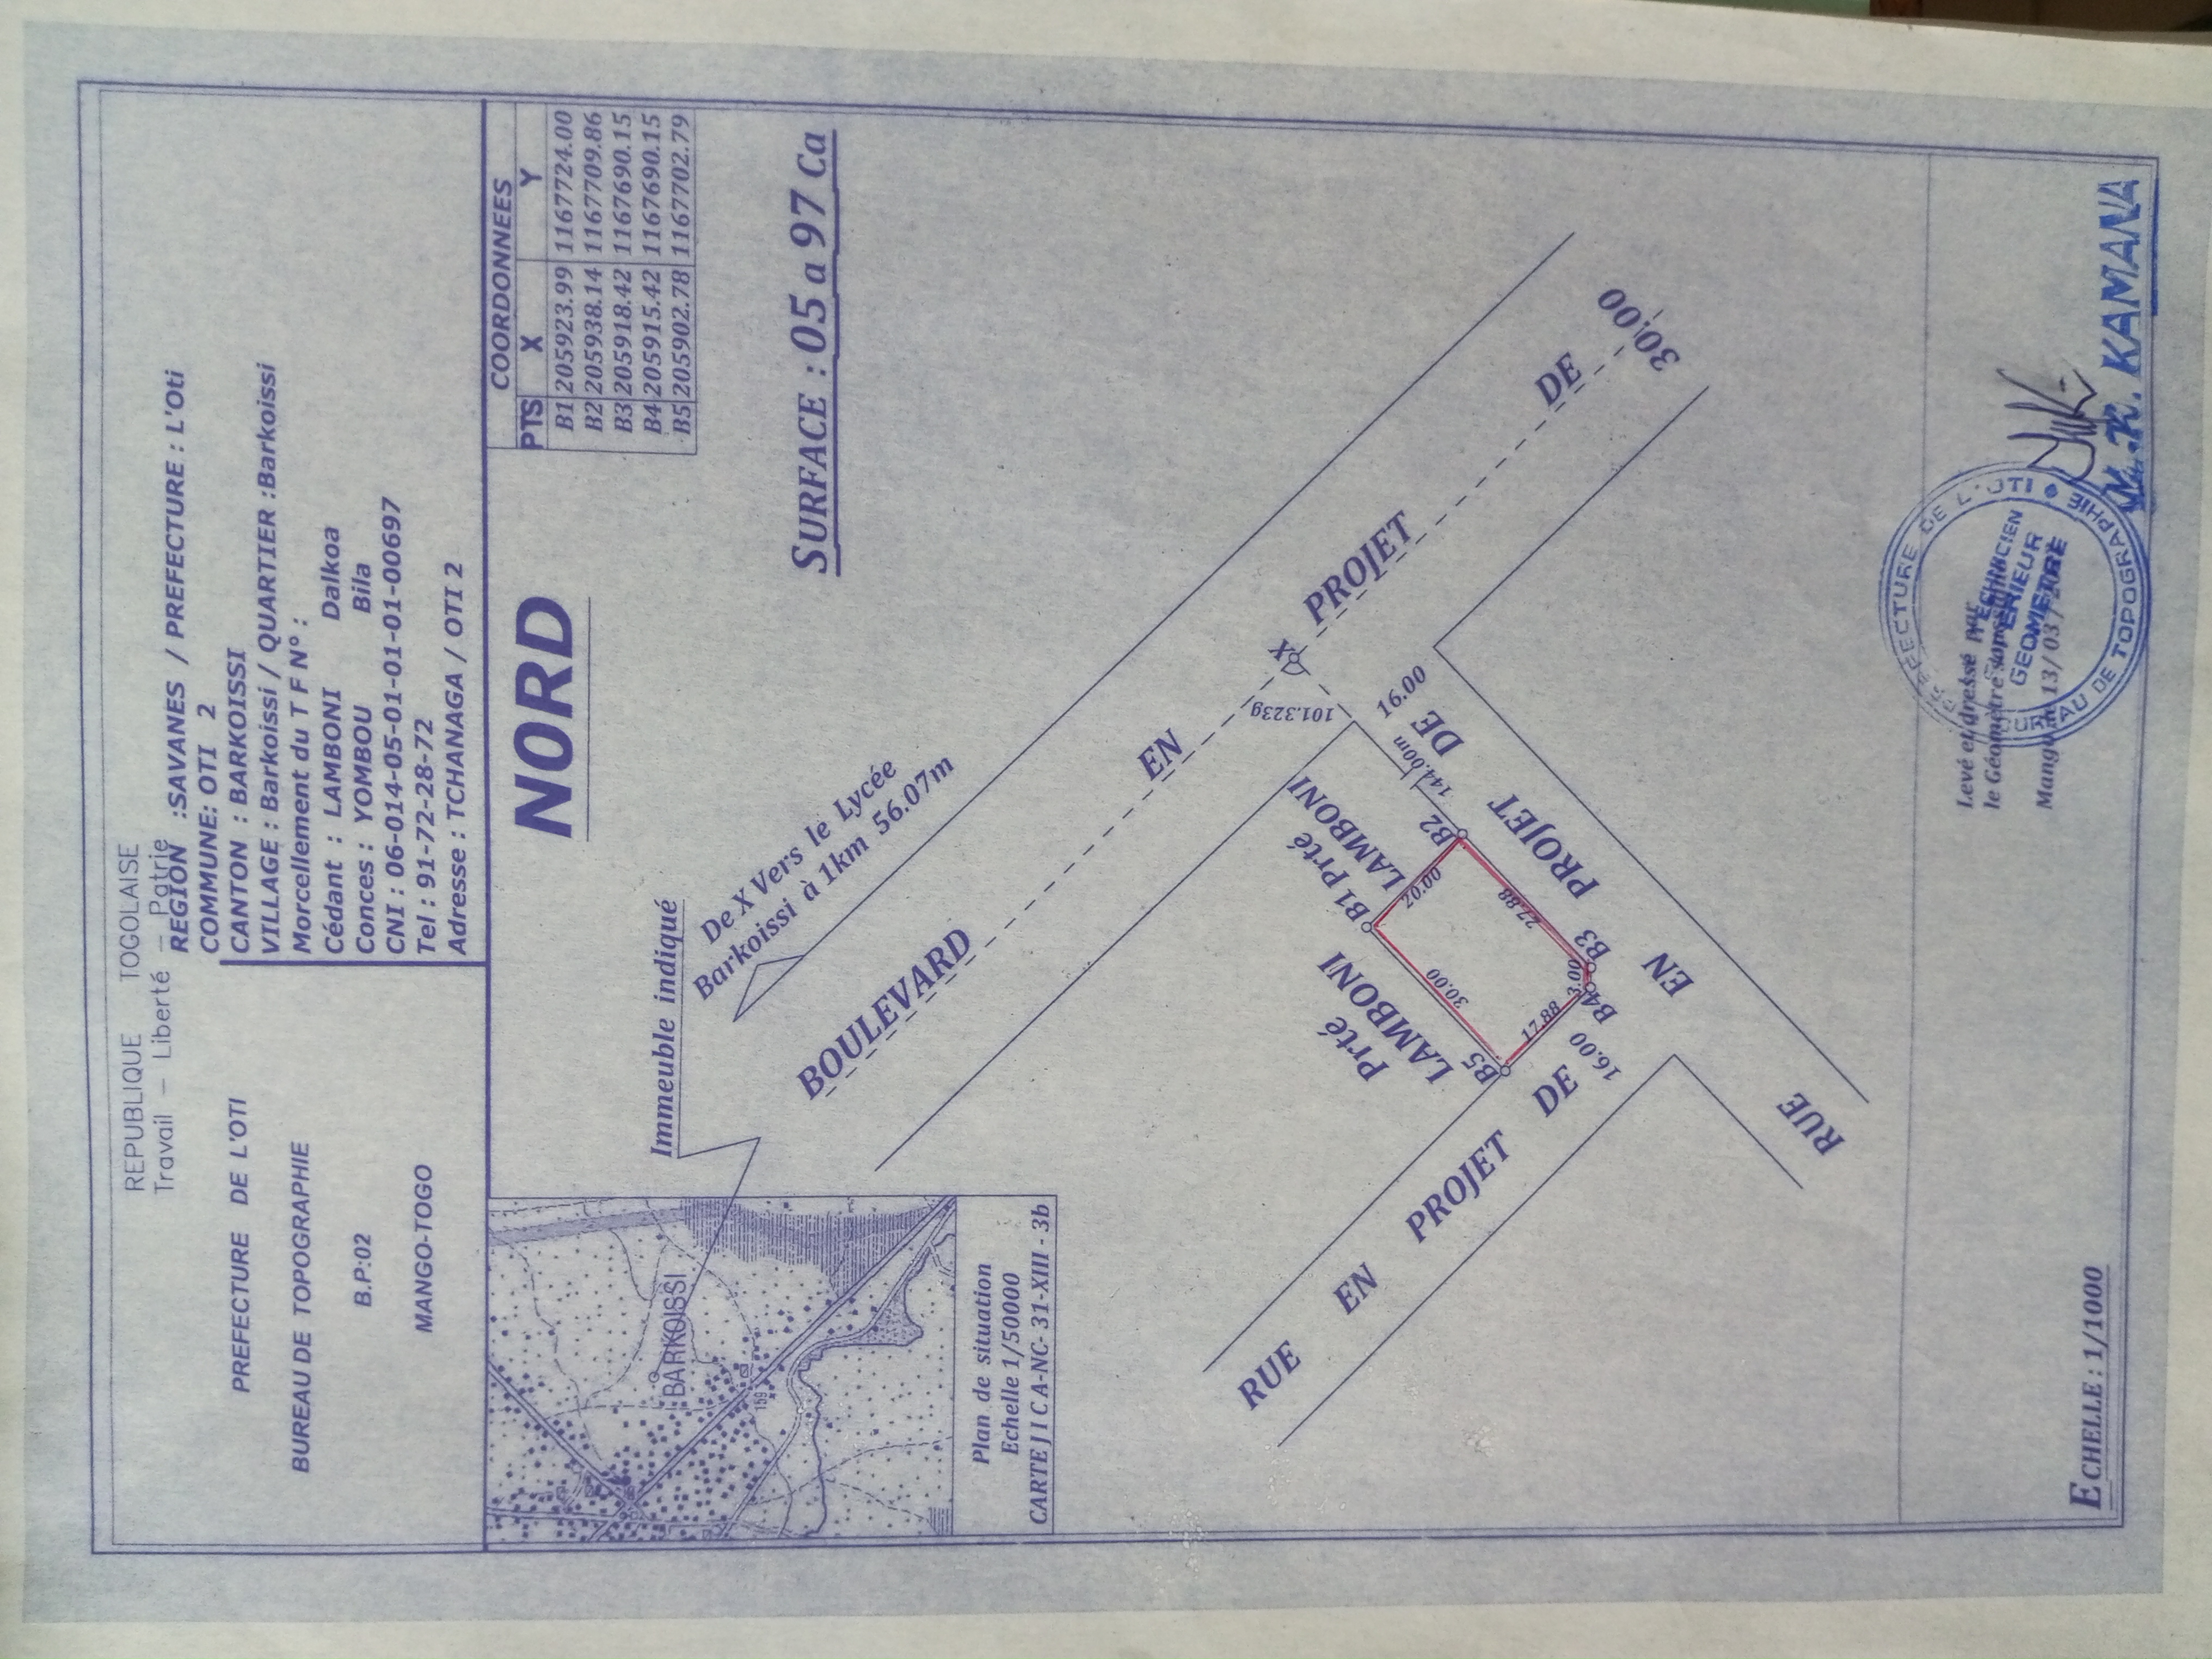 REPUBLIQUE TOGOLAISE
Travail – Liberté – Patrie
PREFECTURE DE L'OTI
BUREAU DE TOPOGRAPHIE
B.P:02
MANGO-TOGO
REGION :SAVANES / PREFECTURE : L'Oti
COMMUNE: OTI 2
CANTON : BARKOISSI
VILLAGE : Barkoissi / QUARTIER :Barkoissi
Morcellement du T F N° :
Cédant : LAMBONI Dalkoa
Conces : YOMBOU Bila
CNI : 06-014-05-01-01-01-00697
Tel : 91-72-28-72
Adresse : TCHANAGA / OTI 2
BARKOISSI
159
Plan de situation
Echelle 1/50000
CARTE J I C A-NC- 31-XIII - 3b
Immeuble indiqué
NORD
COORDONNEES
PTS X Y
B1 205923.99 1167724.00
B2 205938.14 1167709.86
B3 205918.42 1167690.15
B4 205915.42 1167690.15
B5 205902.78 1167702.79
SURFACE : 05 a 97 Ca
De X Vers le Lycée
Barkoissi à 1km 56.07m
BOULEVARD EN PROJET DE 30.00
X
101.323g
144.00m
Prté LAMBONI
Prté LAMBONI
B1
B2
B3
B4
B5
20.00
30.00
27.88
3.00
17.88
RUE EN PROJET DE 16.00
RUE EN PROJET DE 16.00
ECHELLE : 1/1000
Levé et dressé par
le Géomètre
Mango 13/ 03 /
PREFECTURE DE L'OTI
BUREAU DE TOPOGRAPHIE
TECHNICIEN
GEOMETRE
KAMANA